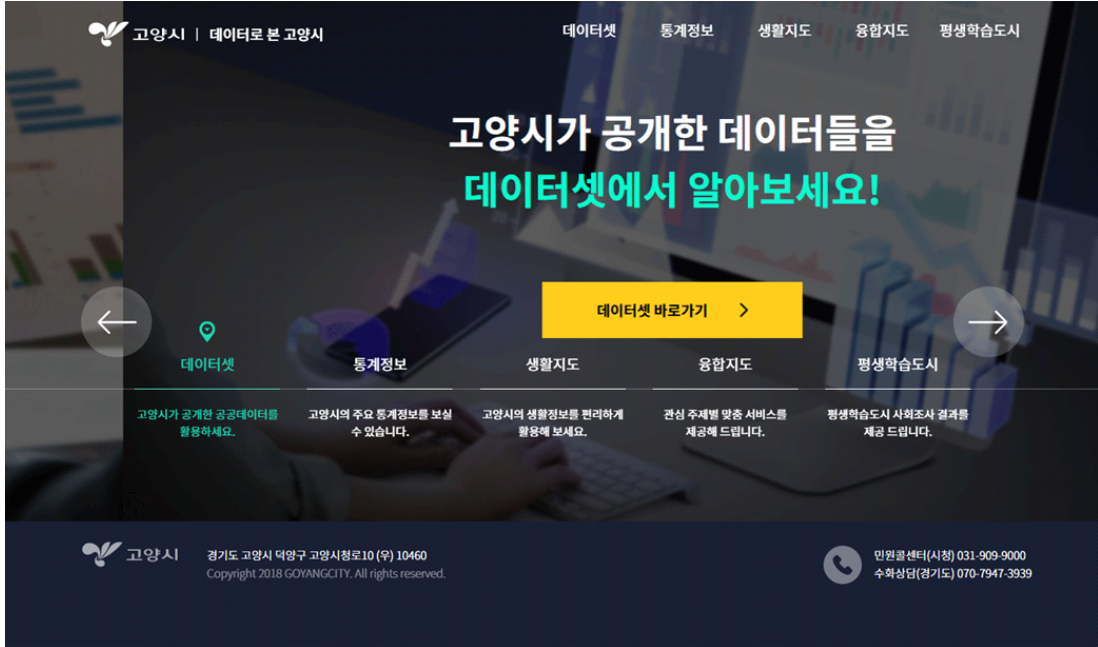 고양시 | 데이터로 본 고양시
데이터셋 통계정보 생활지도 융합지도 평생학습도시
고양시가 공개한 데이터들을
데이터셋에서 알아보세요!
데이터셋 바로가기
데이터셋 통계정보 생활지도 융합지도 평생학습도시
고양시가 공개한 공공데이터를
활용하세요.
고양시의 주요 통계정보를 보실
수 있습니다.
고양시의 생활정보를 편리하게
활용해 보세요.
관심 주제별 맞춤 서비스를
제공해 드립니다.
평생학습도시 사회조사 결과를
제공 드립니다.
고양시
경기도 고양시 덕양구 고양시청로10 (우) 10460
Copyright 2018 GOYANGCITY. All rights reserved.
민원콜센터(시청) 031-909-9000
수화상담(경기도) 070-7947-3939